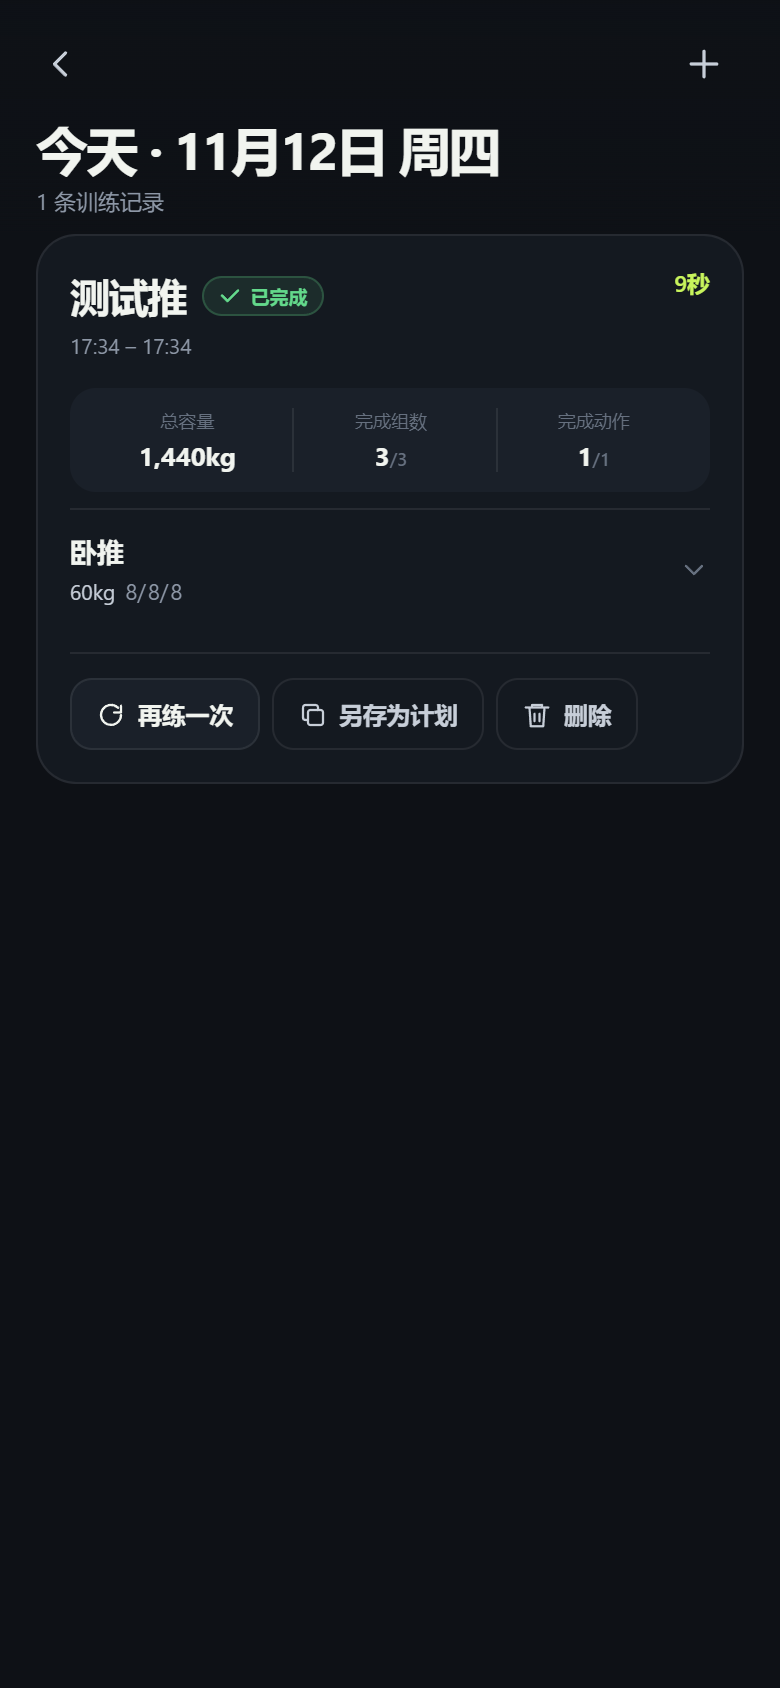 今天 · 11月12日 周四
1 条训练记录
测试推 已完成 9秒
17:34 – 17:34
总容量 完成组数 完成动作
1,440kg 3/3 1/1
卧推
60kg 8/8/8
再练一次 另存为计划 删除